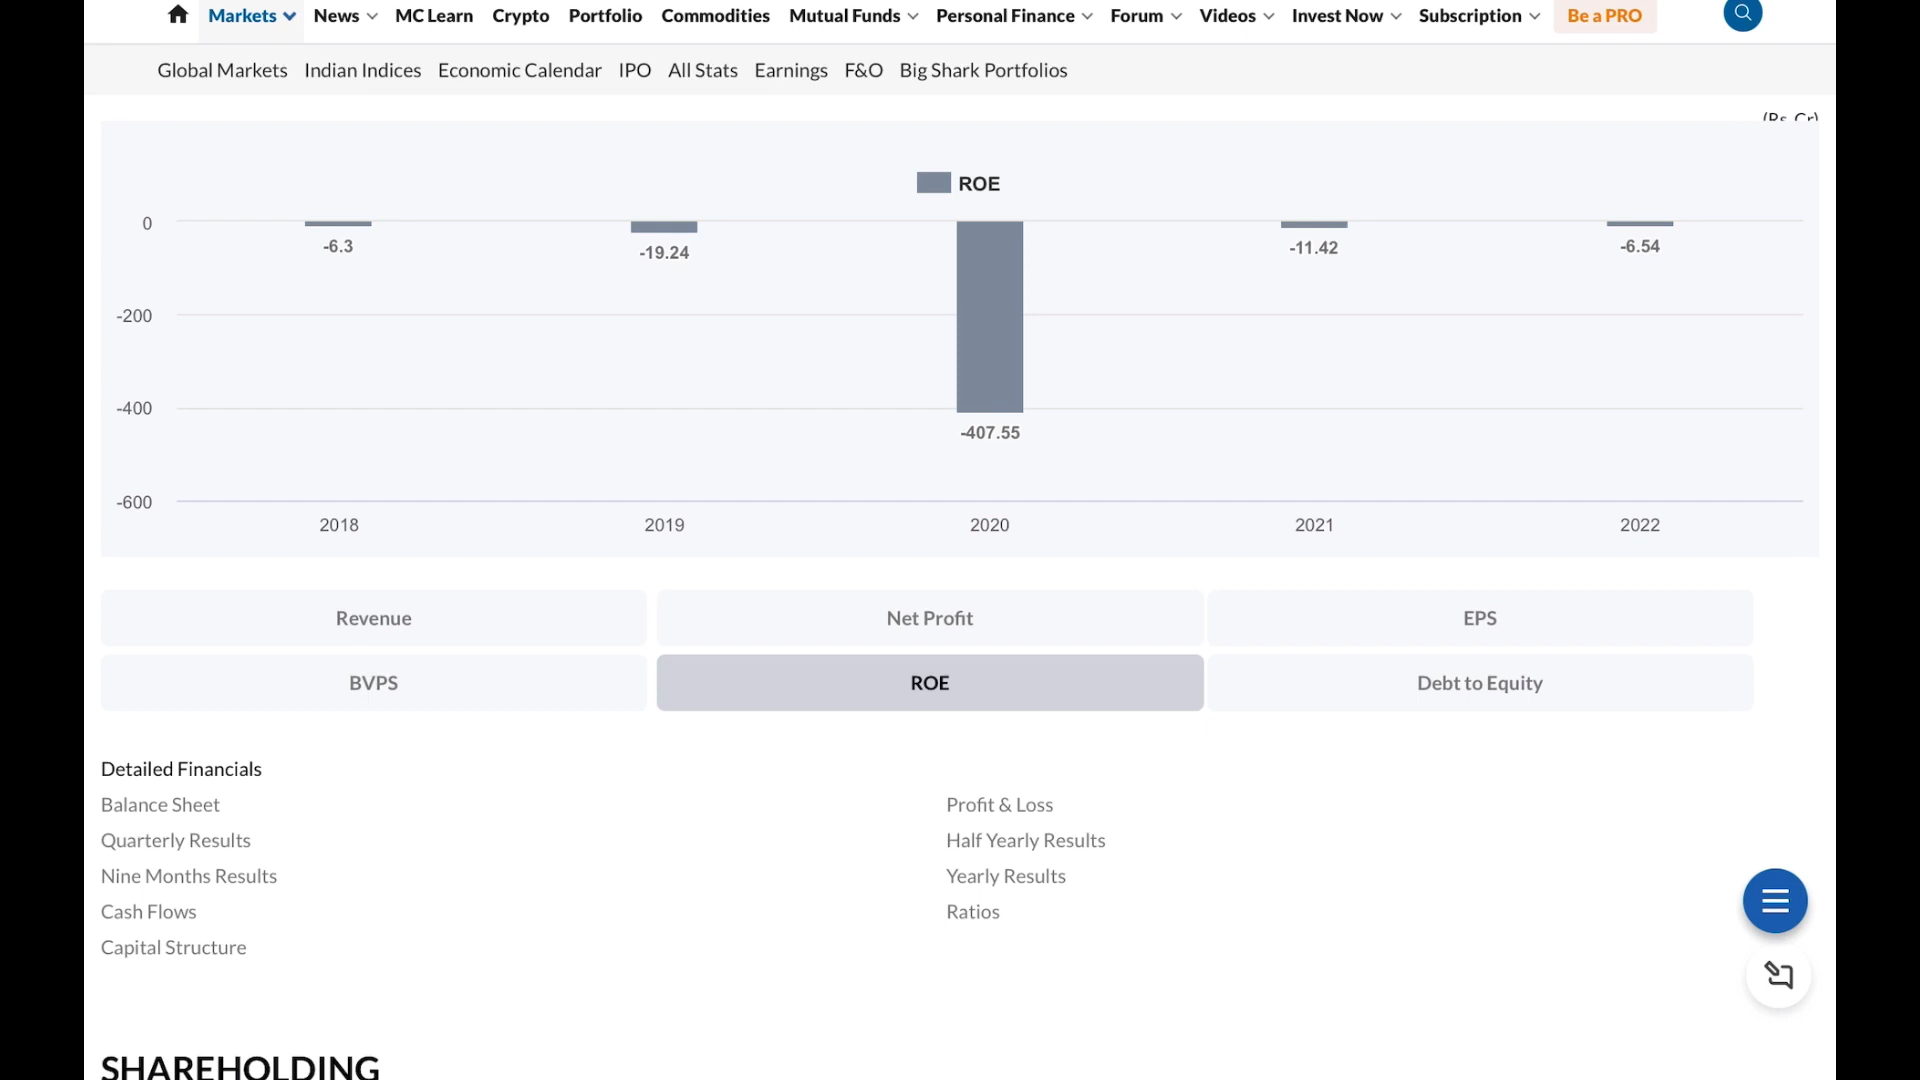 Markets News MC Learn Crypto Portfolio Commodities Mutual Funds Personal Finance Forum Videos Invest Now Subscription Be a PRO
Global Markets Indian Indices Economic Calendar IPO All Stats Earnings F&O Big Shark Portfolios
(Rs. Cr)
ROE
0
-6.3 -19.24 -11.42 -6.54
-200
-400
-407.55
-600
2018 2019 2020 2021 2022
Revenue Net Profit EPS
BVPS ROE Debt to Equity
Detailed Financials
Balance Sheet Profit & Loss
Quarterly Results Half Yearly Results
Nine Months Results Yearly Results
Cash Flows Ratios
Capital Structure
SHAREHOLDING